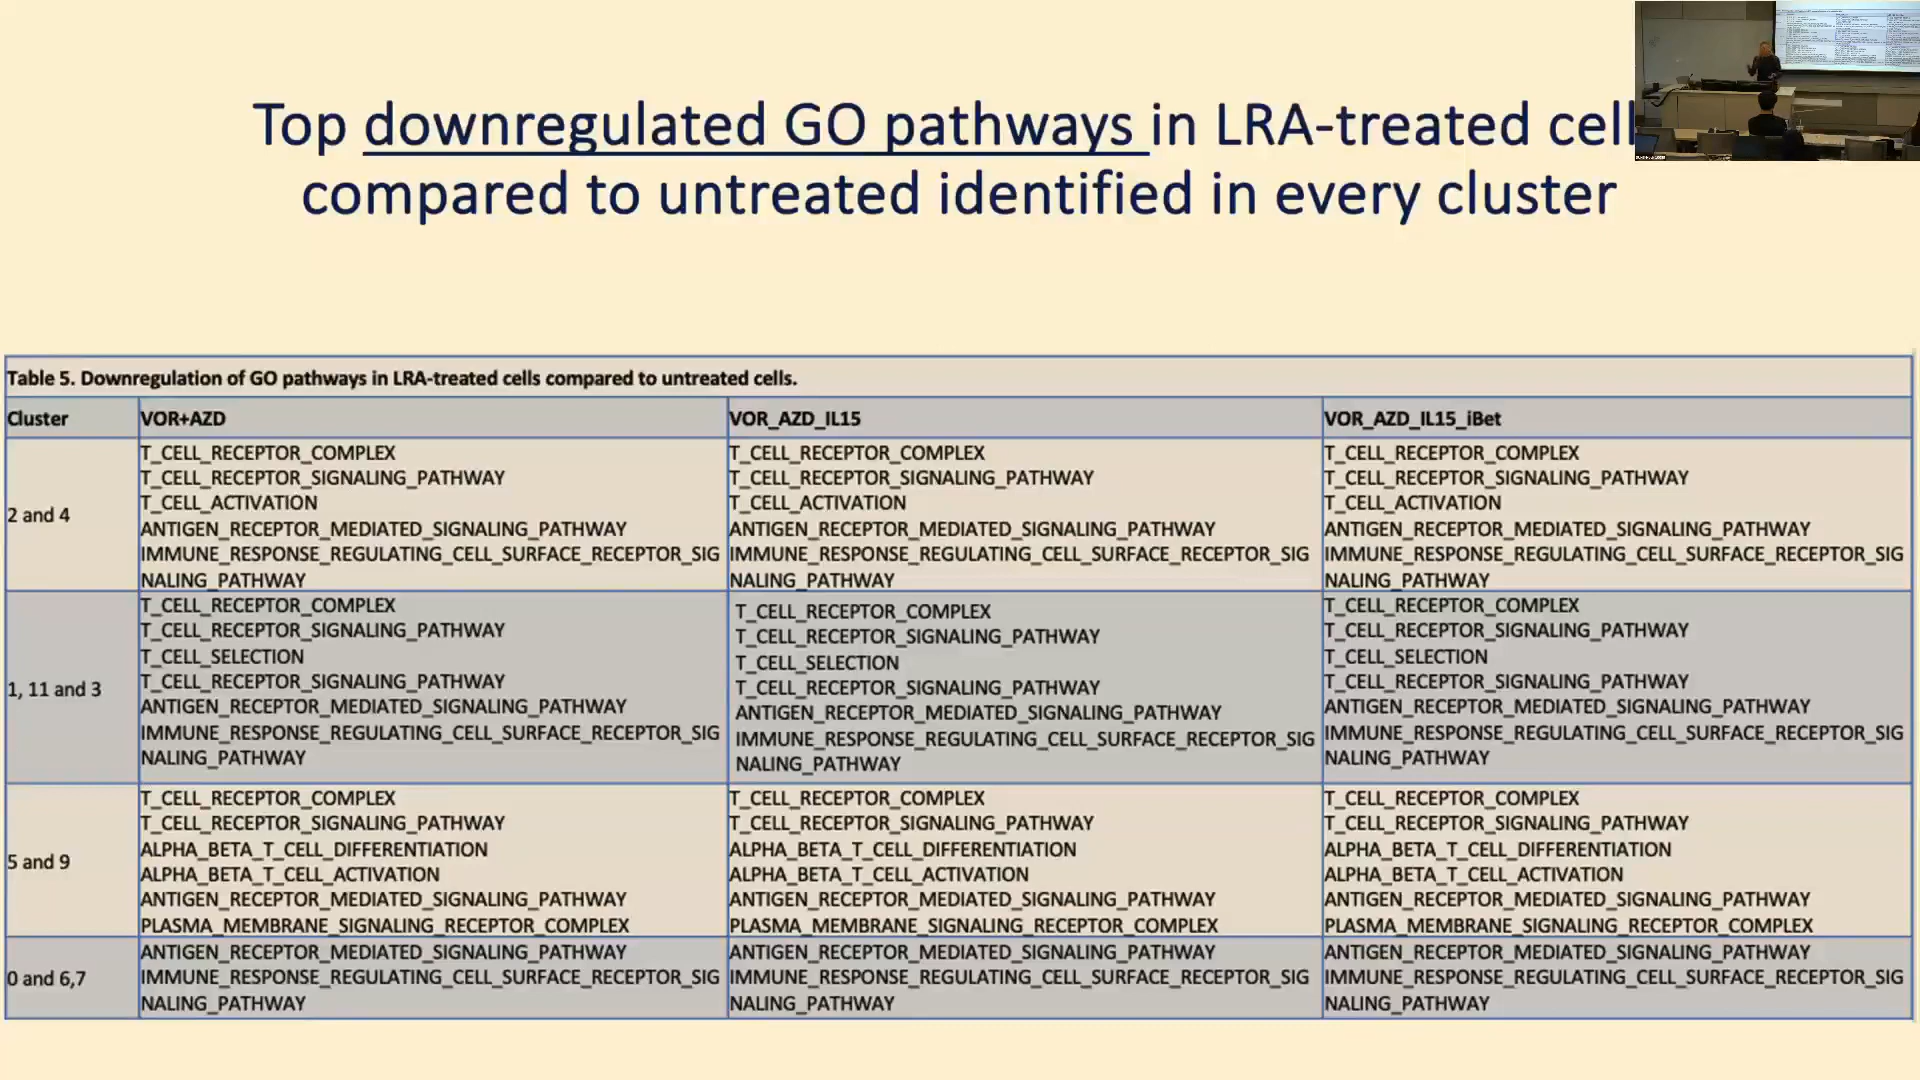 Top downregulated GO pathways in LRA-treated cell
compared to untreated identified in every cluster
Table 5. Downregulation of GO pathways in LRA-treated cells compared to untreated cells.
Cluster VOR+AZD VOR_AZD_IL15 VOR_AZD_IL15_iBet
2 and 4
T_CELL_RECEPTOR_COMPLEX
T_CELL_RECEPTOR_SIGNALING_PATHWAY
T_CELL_ACTIVATION
ANTIGEN_RECEPTOR_MEDIATED_SIGNALING_PATHWAY
IMMUNE_RESPONSE_REGULATING_CELL_SURFACE_RECEPTOR_SIG
NALING_PATHWAY
T_CELL_RECEPTOR_COMPLEX
T_CELL_RECEPTOR_SIGNALING_PATHWAY
T_CELL_ACTIVATION
ANTIGEN_RECEPTOR_MEDIATED_SIGNALING_PATHWAY
IMMUNE_RESPONSE_REGULATING_CELL_SURFACE_RECEPTOR_SIG
NALING_PATHWAY
T_CELL_RECEPTOR_COMPLEX
T_CELL_RECEPTOR_SIGNALING_PATHWAY
T_CELL_ACTIVATION
ANTIGEN_RECEPTOR_MEDIATED_SIGNALING_PATHWAY
IMMUNE_RESPONSE_REGULATING_CELL_SURFACE_RECEPTOR_SIG
NALING_PATHWAY
1, 11 and 3
T_CELL_RECEPTOR_COMPLEX
T_CELL_RECEPTOR_SIGNALING_PATHWAY
T_CELL_SELECTION
T_CELL_RECEPTOR_SIGNALING_PATHWAY
ANTIGEN_RECEPTOR_MEDIATED_SIGNALING_PATHWAY
IMMUNE_RESPONSE_REGULATING_CELL_SURFACE_RECEPTOR_SIG
NALING_PATHWAY
T_CELL_RECEPTOR_COMPLEX
T_CELL_RECEPTOR_SIGNALING_PATHWAY
T_CELL_SELECTION
T_CELL_RECEPTOR_SIGNALING_PATHWAY
ANTIGEN_RECEPTOR_MEDIATED_SIGNALING_PATHWAY
IMMUNE_RESPONSE_REGULATING_CELL_SURFACE_RECEPTOR_SIG
NALING_PATHWAY
T_CELL_RECEPTOR_COMPLEX
T_CELL_RECEPTOR_SIGNALING_PATHWAY
T_CELL_SELECTION
T_CELL_RECEPTOR_SIGNALING_PATHWAY
ANTIGEN_RECEPTOR_MEDIATED_SIGNALING_PATHWAY
IMMUNE_RESPONSE_REGULATING_CELL_SURFACE_RECEPTOR_SIG
NALING_PATHWAY
5 and 9
T_CELL_RECEPTOR_COMPLEX
T_CELL_RECEPTOR_SIGNALING_PATHWAY
ALPHA_BETA_T_CELL_DIFFERENTIATION
ALPHA_BETA_T_CELL_ACTIVATION
ANTIGEN_RECEPTOR_MEDIATED_SIGNALING_PATHWAY
PLASMA_MEMBRANE_SIGNALING_RECEPTOR_COMPLEX
T_CELL_RECEPTOR_COMPLEX
T_CELL_RECEPTOR_SIGNALING_PATHWAY
ALPHA_BETA_T_CELL_DIFFERENTIATION
ALPHA_BETA_T_CELL_ACTIVATION
ANTIGEN_RECEPTOR_MEDIATED_SIGNALING_PATHWAY
PLASMA_MEMBRANE_SIGNALING_RECEPTOR_COMPLEX
T_CELL_RECEPTOR_COMPLEX
T_CELL_RECEPTOR_SIGNALING_PATHWAY
ALPHA_BETA_T_CELL_DIFFERENTIATION
ALPHA_BETA_T_CELL_ACTIVATION
ANTIGEN_RECEPTOR_MEDIATED_SIGNALING_PATHWAY
PLASMA_MEMBRANE_SIGNALING_RECEPTOR_COMPLEX
0 and 6,7
ANTIGEN_RECEPTOR_MEDIATED_SIGNALING_PATHWAY
IMMUNE_RESPONSE_REGULATING_CELL_SURFACE_RECEPTOR_SIG
NALING_PATHWAY
ANTIGEN_RECEPTOR_MEDIATED_SIGNALING_PATHWAY
IMMUNE_RESPONSE_REGULATING_CELL_SURFACE_RECEPTOR_SIG
NALING_PATHWAY
ANTIGEN_RECEPTOR_MEDIATED_SIGNALING_PATHWAY
IMMUNE_RESPONSE_REGULATING_CELL_SURFACE_RECEPTOR_SIG
NALING_PATHWAY